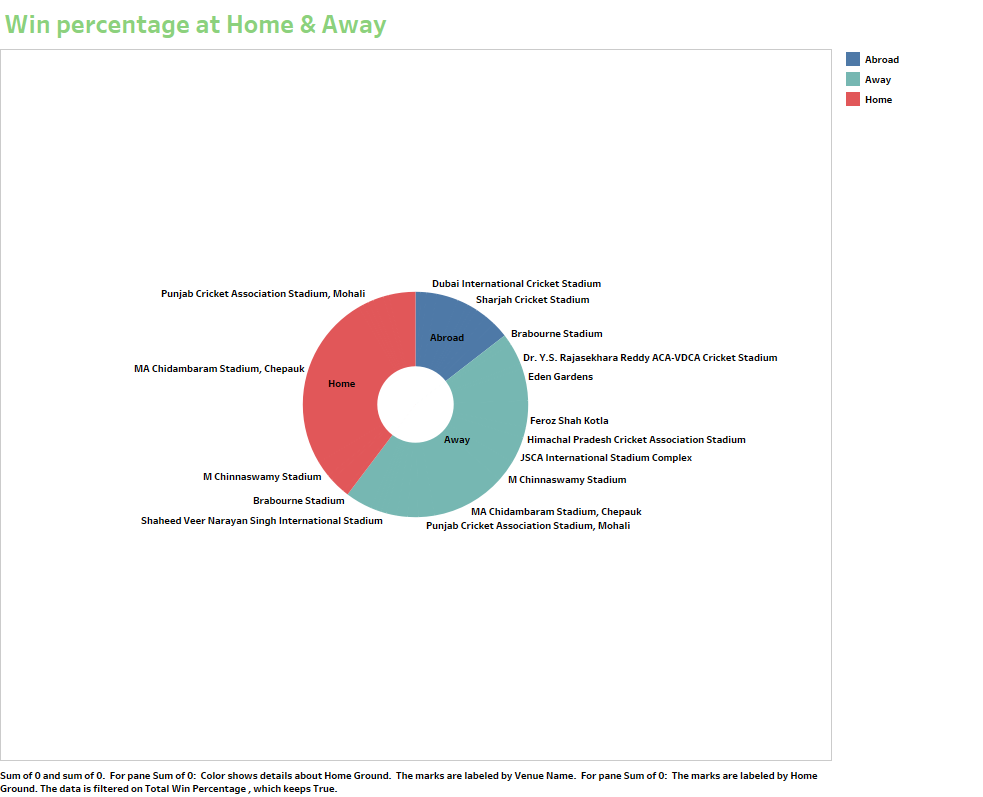 Win percentage at Home & Away
Abroad
Away
Home
Dubai International Cricket Stadium
Punjab Cricket Association Stadium, Mohali
Sharjah Cricket Stadium
Brabourne Stadium
Abroad
Dr. Y.S. Rajasekhara Reddy ACA-VDCA Cricket Stadium
MA Chidambaram Stadium, Chepauk
Eden Gardens
Home
Feroz Shah Kotla
Away
Himachal Pradesh Cricket Association Stadium
JSCA International Stadium Complex
M Chinnaswamy Stadium
M Chinnaswamy Stadium
Brabourne Stadium
MA Chidambaram Stadium, Chepauk
Shaheed Veer Narayan Singh International Stadium
Punjab Cricket Association Stadium, Mohali
Sum of 0 and sum of 0.  For pane Sum of 0:  Color shows details about Home Ground.  The marks are labeled by Venue Name.  For pane Sum of 0:  The marks are labeled by Home
Ground. The data is filtered on Total Win Percentage , which keeps True.